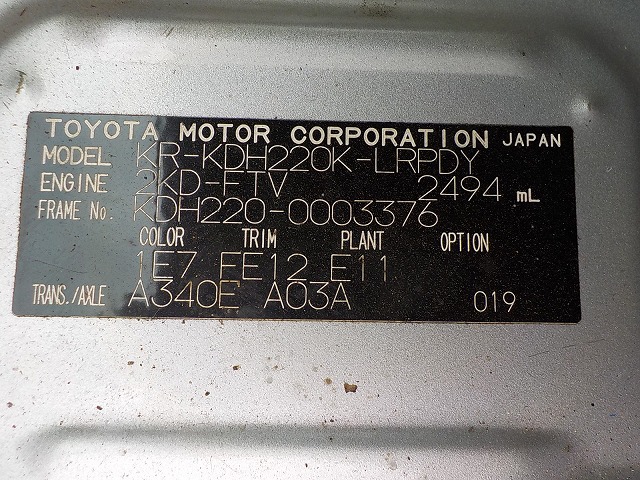 TOYOTA MOTOR CORPORATION JAPAN
MODEL KR-KDH220K-LRPDY
ENGINE 2KD-FTV 2494 mL
FRAME No. KDH220-0003376
COLOR TRIM PLANT OPTION
1E7 FE12 E11
TRANS./AXLE A340E A03A 019